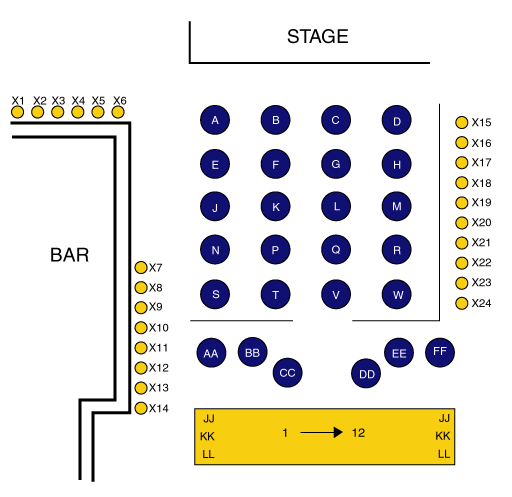 STAGE
X1 X2 X3 X4 X5 X6
A B C D
X15
X16
E F G H
X17
X18
J K L M
X19
X20
N P Q R
X21
BAR
X22
X7
X23
X8
S T V W
X24
X9
X10
X11
AA BB CC DD EE FF
X12
X13
X14
JJ JJ
KK 1 12 KK
LL LL